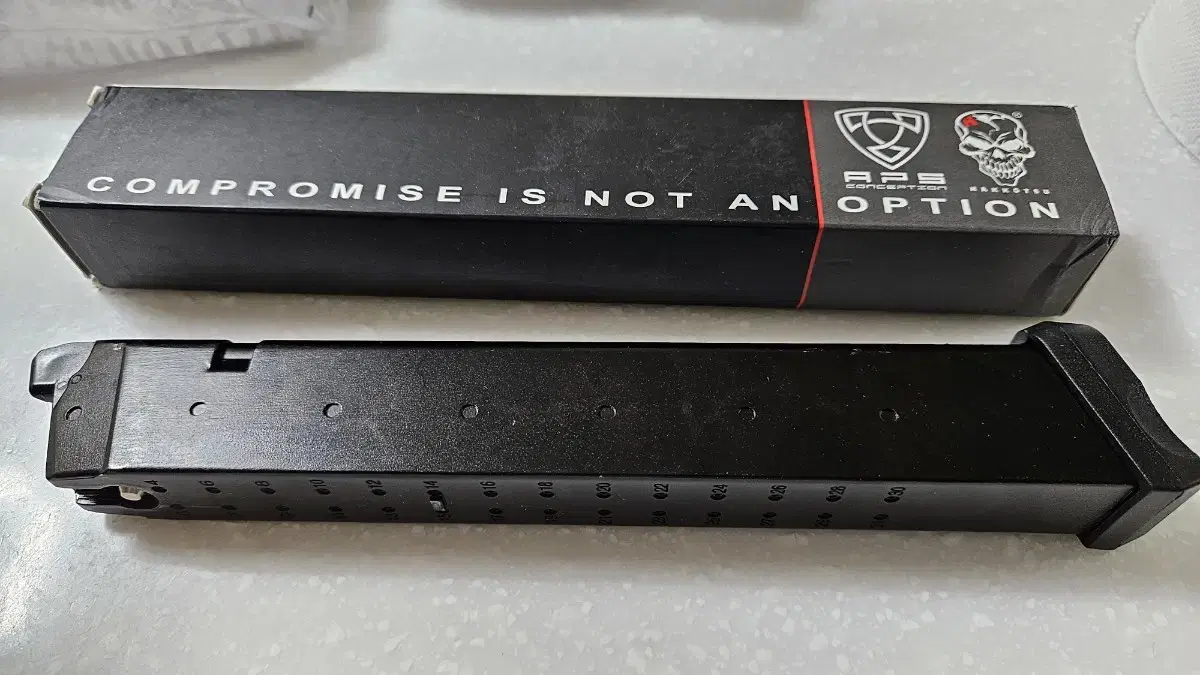 COMPROMISE IS NOT AN OPTION
APS
CONCEPTION
®
4 6 8 10 12 14 16 18 20 22 24 26 28 30